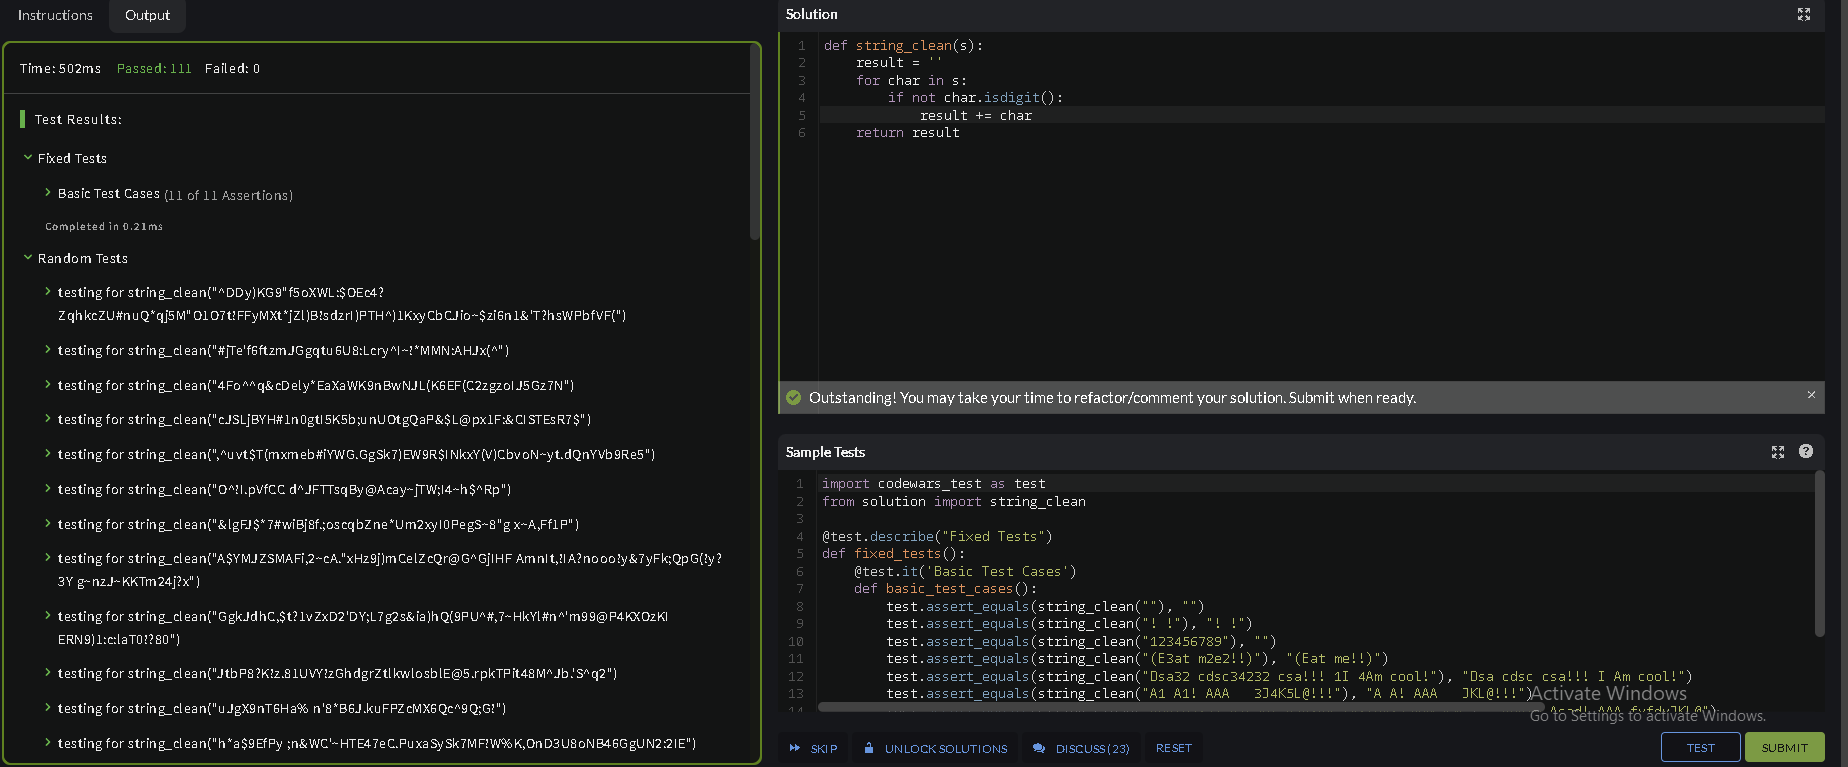 Instructions
Output
Time: 502ms Passed: 111 Failed: 0
Test Results:
Fixed Tests
Basic Test Cases (11 of 11 Assertions)
Completed in 0.21ms
Random Tests
testing for string_clean("^DDy)KG9"f5oXWL:$OEc4?
ZqhkcZU#nuQ*qj5M"O1O7t!FFyMXt*jZl)B!sdzrI)PTH^)1KxyCbCJio~$zi6n1&'T?hsWPbfVF(")
testing for string_clean("#jTe'f6ftzmJGgqtu6U8:Lcry^I~!*MMN:AHJx(^")
testing for string_clean("4Fo^^q&cDely*EaXaWK9nBwNJL(K6EF(C2zgzoIJ5Gz7N")
testing for string_clean("cJSLjBYH#1n0gtI5K5b;unUOtgQaP&$L@px1F:&CISTEsR7$")
testing for string_clean(",^uvt$T(mxmeb#iYWG.GgSk7)EW9R$INkxY(V)CbvoN~yt.dQnYVb9Re5")
testing for string_clean("O^!I.pVfCC d^JFTTsqBy@Acay~jTW;I4~h$^Rp")
testing for string_clean("&lgFJ$*7#wiBj8f.;oscqbZne*Um2xyI0PegS~8"g x~A,Ff1P")
testing for string_clean("A$YMJZSMAFi,2~cA."xHz9j)mCelZcQr@G^GjIHF AmnIt,!IA?nooo!y&7yFk;QpG(!y?
3Y g~nzJ~KKTm24j?x")
testing for string_clean("GgkJdhC,$t?1vZxD2'DY;L7g2s&ia)hQ(9PU^#,7~HkYl#n^'m99@P4KXOzKI
ERN9)1:c:laT0!?80")
testing for string_clean("JtbP8?K!z.81UVY!zGhdgrZtlkwlosblE@5.rpkTPit48M^Jb.'S^q2")
testing for string_clean("uJgX9nT6Ha% n'8*B6J.kuFPZcMX6Qc^9Q;G!")
testing for string_clean("h*a$9EfPy ;n&WC'~HTE47eC.PuxaSySk7MF!W%K,OnD3U8oNB46GgUN2:2IE")
Solution
1 def string_clean(s):
2 result = ''
3 for char in s:
4 if not char.isdigit():
5 result += char
6 return result
Outstanding! You may take your time to refactor/comment your solution. Submit when ready.
Sample Tests
1 import codewars_test as test
2 from solution import string_clean
3
4 @test.describe("Fixed Tests")
5 def fixed_tests():
6 @test.it('Basic Test Cases')
7 def basic_test_cases():
8 test.assert_equals(string_clean(""), "")
9 test.assert_equals(string_clean("! !"), "! !")
10 test.assert_equals(string_clean("123456789"), "")
11 test.assert_equals(string_clean("(E3at m2e2!!)"), "(Eat me!!)")
12 test.assert_equals(string_clean("Dsa32 cdsc34232 csa!!! 1I 4Am cool!"), "Dsa cdsc csa!!! I Am cool!")
13 test.assert_equals(string_clean("A1 A1! AAA   3J4K5L@!!!"), "A A! AAA   JKL@!!!")
14
Activate Windows
Go to Settings to activate Windows.
SKIP
UNLOCK SOLUTIONS
DISCUSS (23)
RESET
TEST
SUBMIT